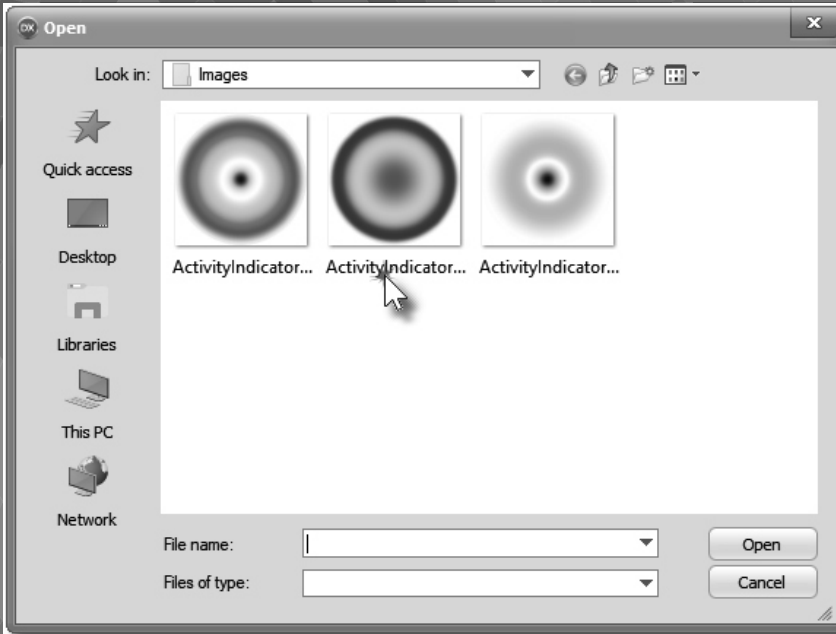 DX Open
Look in: Images
Quick access
Desktop
Libraries
This PC
Network
ActivityIndicator... ActivityIndicator... ActivityIndicator...
File name:
Open
Files of type:
Cancel